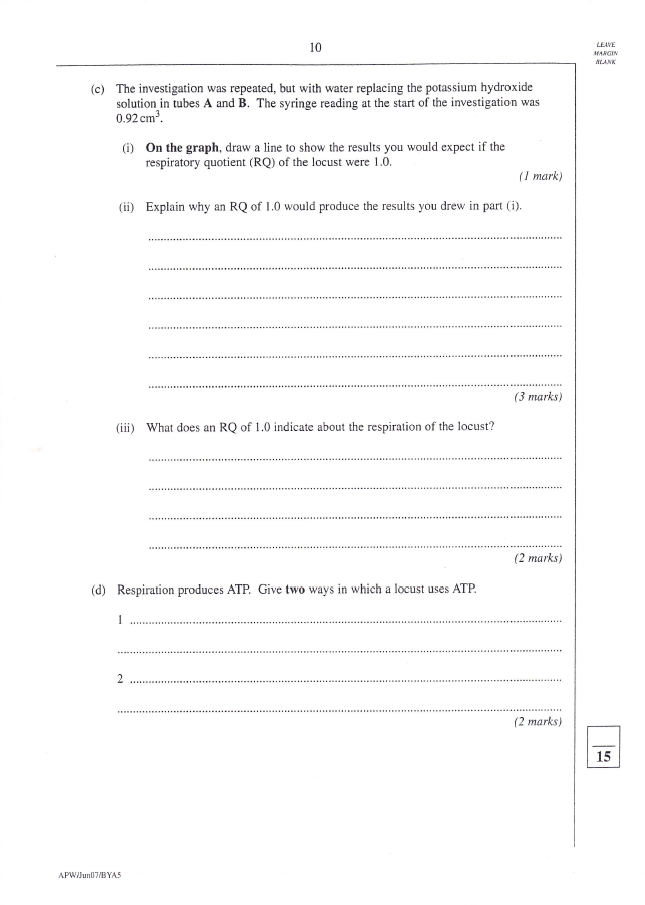 10
LEAVE
MARGIN
BLANK
(c) The investigation was repeated, but with water replacing the potassium hydroxide
solution in tubes A and B. The syringe reading at the start of the investigation was
0.92 cm³.
(i) On the graph, draw a line to show the results you would expect if the
respiratory quotient (RQ) of the locust were 1.0.
(1 mark)
(ii) Explain why an RQ of 1.0 would produce the results you drew in part (i).
(3 marks)
(iii) What does an RQ of 1.0 indicate about the respiration of the locust?
(2 marks)
(d) Respiration produces ATP. Give two ways in which a locust uses ATP.
1
2
(2 marks)
15
APW/Jun07/BYA5